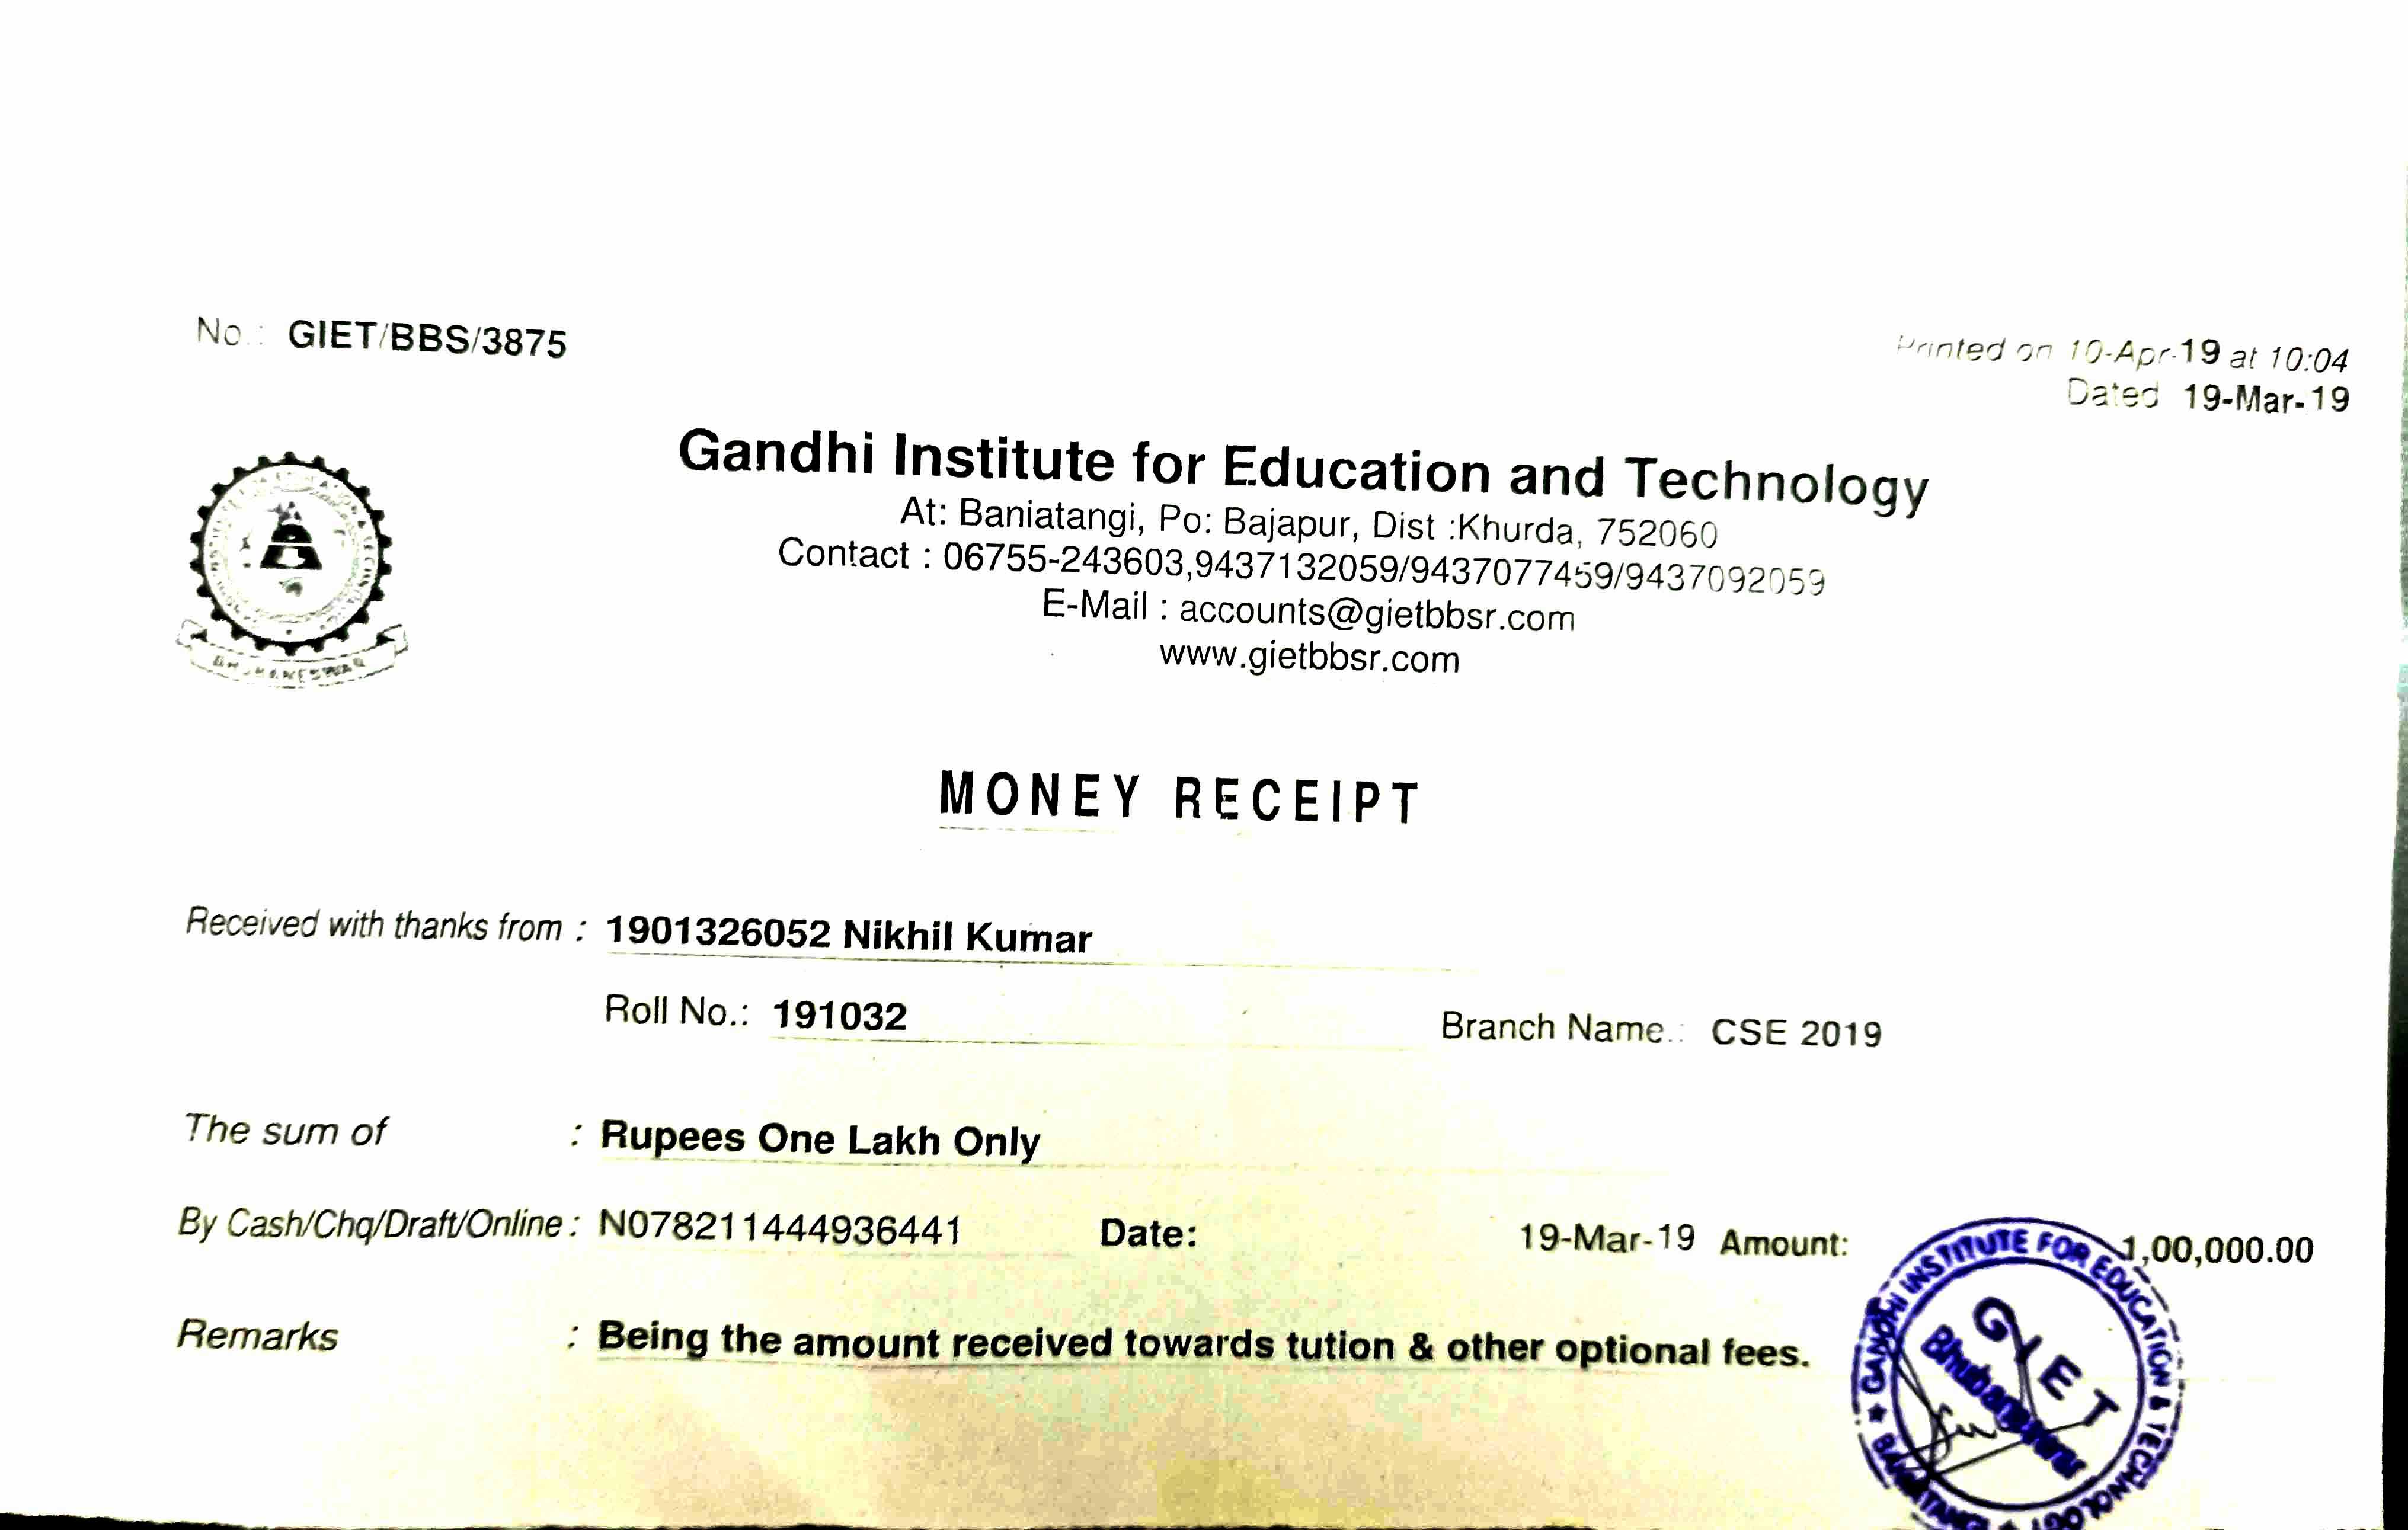 No.: GIET/BBS/3875
Printed on 10-Apr-19 at 10:04
Dated 19-Mar-19
Gandhi Institute for Education and Technology
At: Baniatangi, Po: Bajapur, Dist :Khurda, 752060
Contact : 06755-243603,9437132059/9437077459/9437092059
E-Mail : accounts@gietbbsr.com
www.gietbbsr.com
BHUBANESWAR
MONEY RECEIPT
Received with thanks from : 1901326052 Nikhil Kumar
Roll No.: 191032 Branch Name.: CSE 2019
The sum of : Rupees One Lakh Only
By Cash/Chq/Draft/Online : N078211444936441 Date: 19-Mar-19 Amount: 1,00,000.00
Remarks : Being the amount received towards tution & other optional fees.
GANDHI INSTITUTE FOR EDUCATION & TECHNOLOGY
GIET
Bhubaneswar